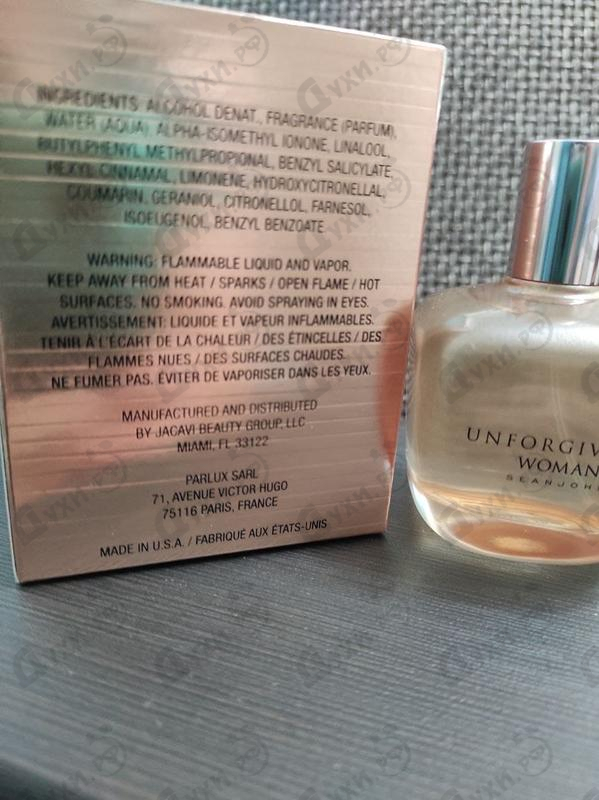 INGREDIENTS: ALCOHOL DENAT., FRAGRANCE (PARFUM),
WATER (AQUA), ALPHA-ISOMETHYL IONONE, LINALOOL,
BUTYLPHENYL METHYLPROPIONAL, BENZYL SALICYLATE,
HEXYL CINNAMAL, LIMONENE, HYDROXYCITRONELLAL,
COUMARIN, GERANIOL, CITRONELLOL, FARNESOL,
ISOEUGENOL, BENZYL BENZOATE
WARNING: FLAMMABLE LIQUID AND VAPOR.
KEEP AWAY FROM HEAT / SPARKS / OPEN FLAME / HOT
SURFACES. NO SMOKING. AVOID SPRAYING IN EYES.
AVERTISSEMENT: LIQUIDE ET VAPEUR INFLAMMABLES.
TENIR À L'ÉCART DE LA CHALEUR / DES ÉTINCELLES / DES
FLAMMES NUES / DES SURFACES CHAUDES.
NE FUMER PAS. ÉVITER DE VAPORISER DANS LES YEUX.
MANUFACTURED AND DISTRIBUTED
BY JACAVI BEAUTY GROUP, LLC
MIAMI, FL 33122
PARLUX SARL
71, AVENUE VICTOR HUGO
75116 PARIS, FRANCE
MADE IN U.S.A. / FABRIQUÉ AUX ÉTATS-UNIS
UNFORGIV
WOMAN
SEANJOH
Духи.рф